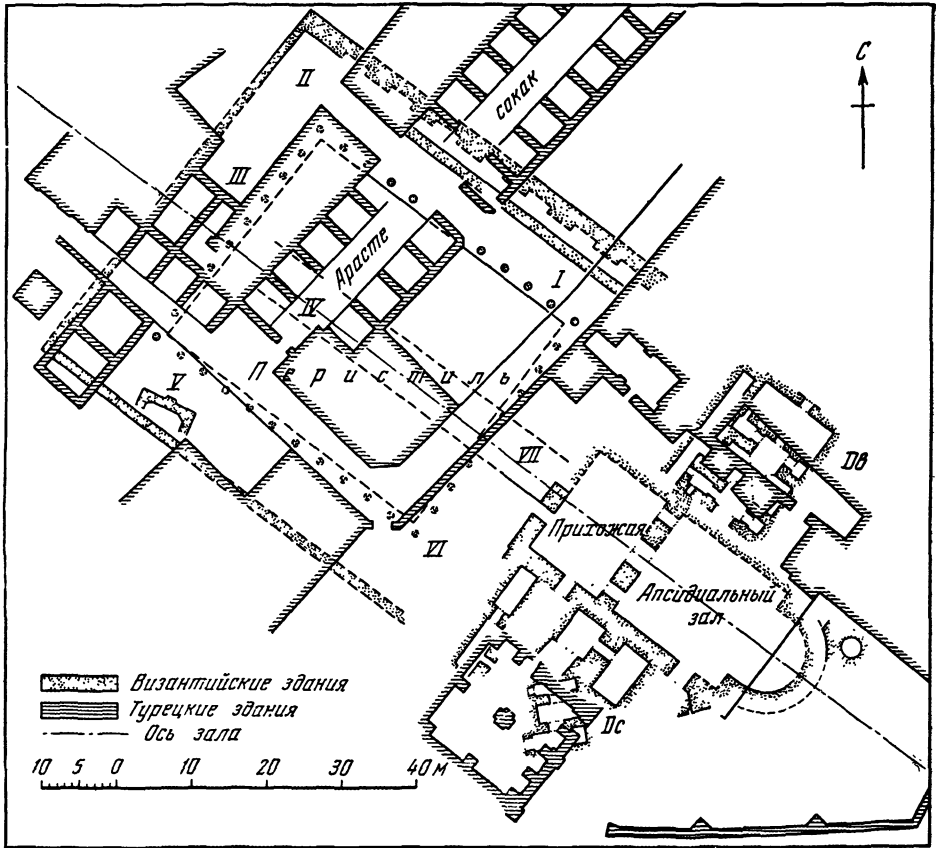 С
II
сокак
III
Арасте
I
IV
Перистиль
V
VII
Dв
Прихожая
VI
Апсидиальный
зал
Византийские здания
Турецкие здания
Dс
Ось зала
10 5 0 10 20 30 40 м